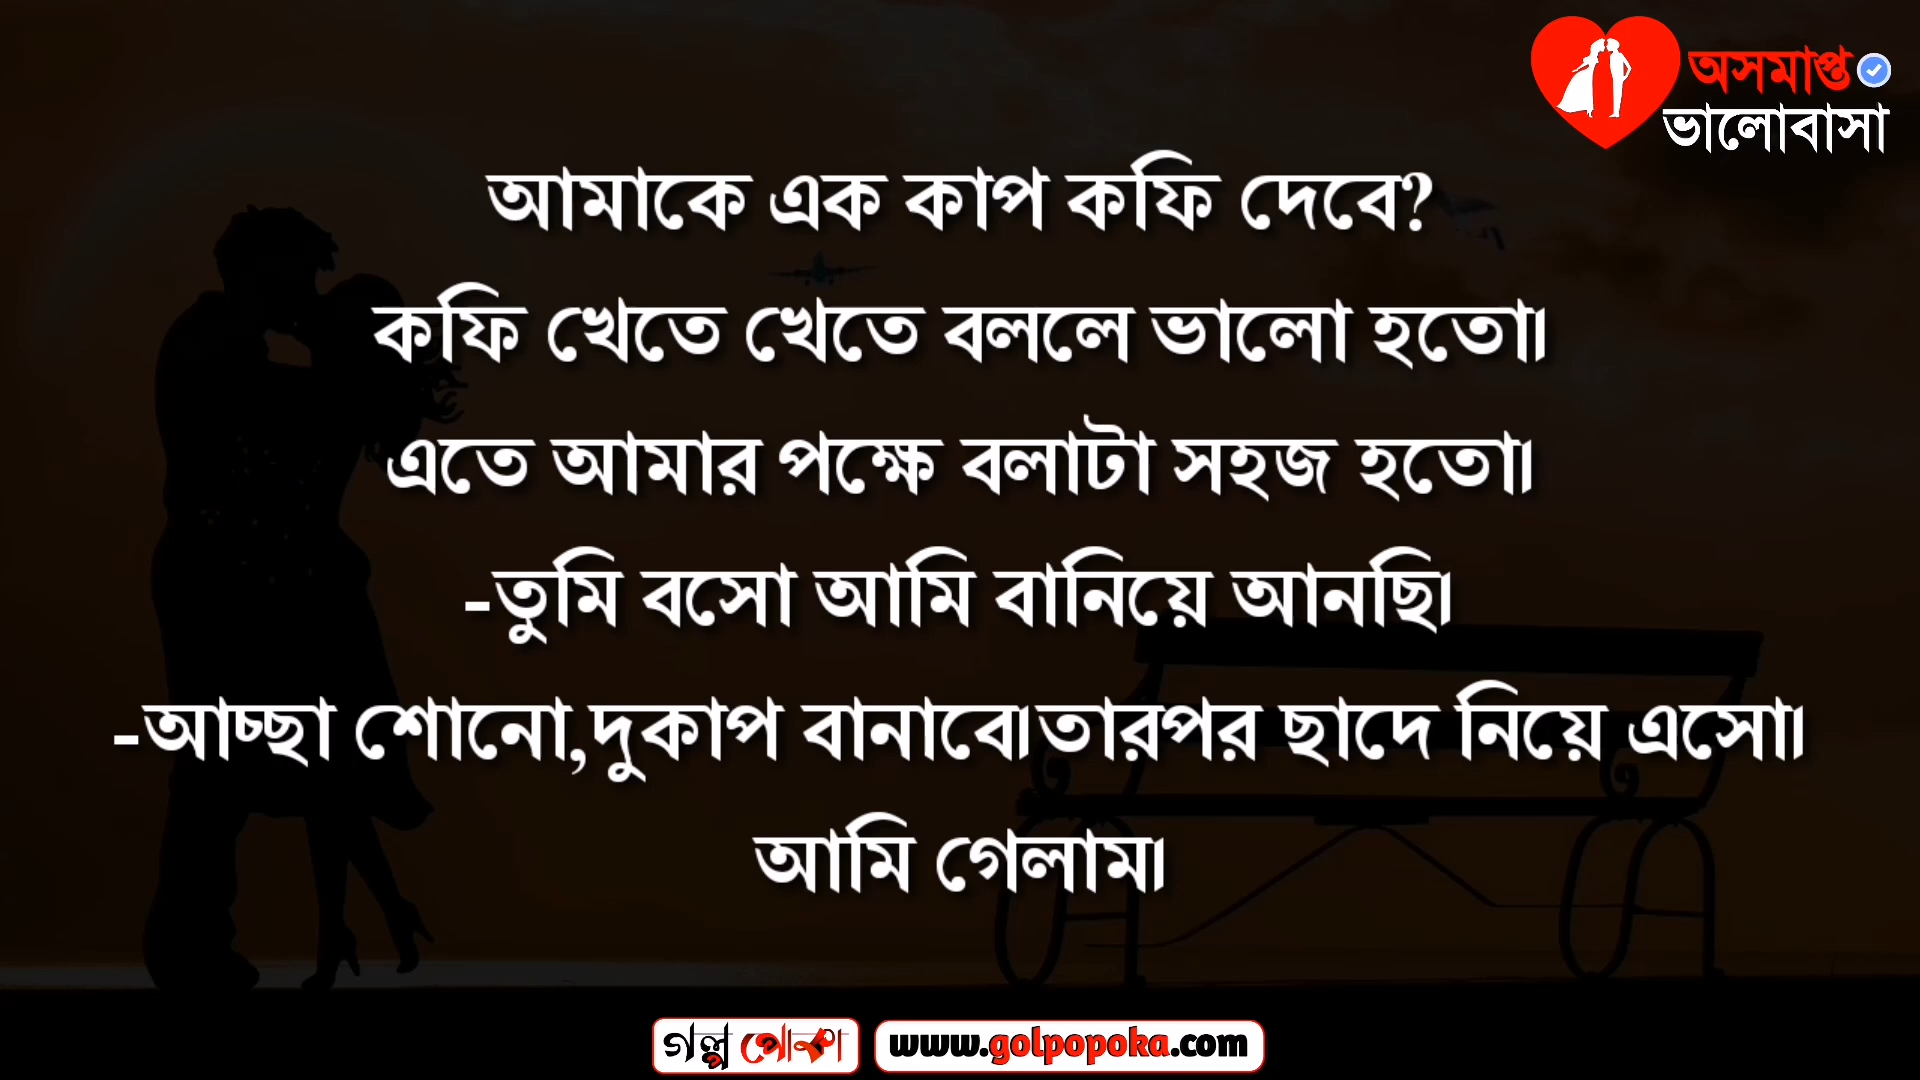 অসমাপ্ত
ভালোবাসা
আমাকে এক কাপ কফি দেবে?
কফি খেতে খেতে বললে ভালো হতো।
এতে আমার পক্ষে বলাটা সহজ হতো।
-তুমি বসো আমি বানিয়ে আনছি।
-আচ্ছা শোনো,দুকাপ বানাবে।তারপর ছাদে নিয়ে এসো।
আমি গেলাম।
গল্প পোকা www.golpopoka.com